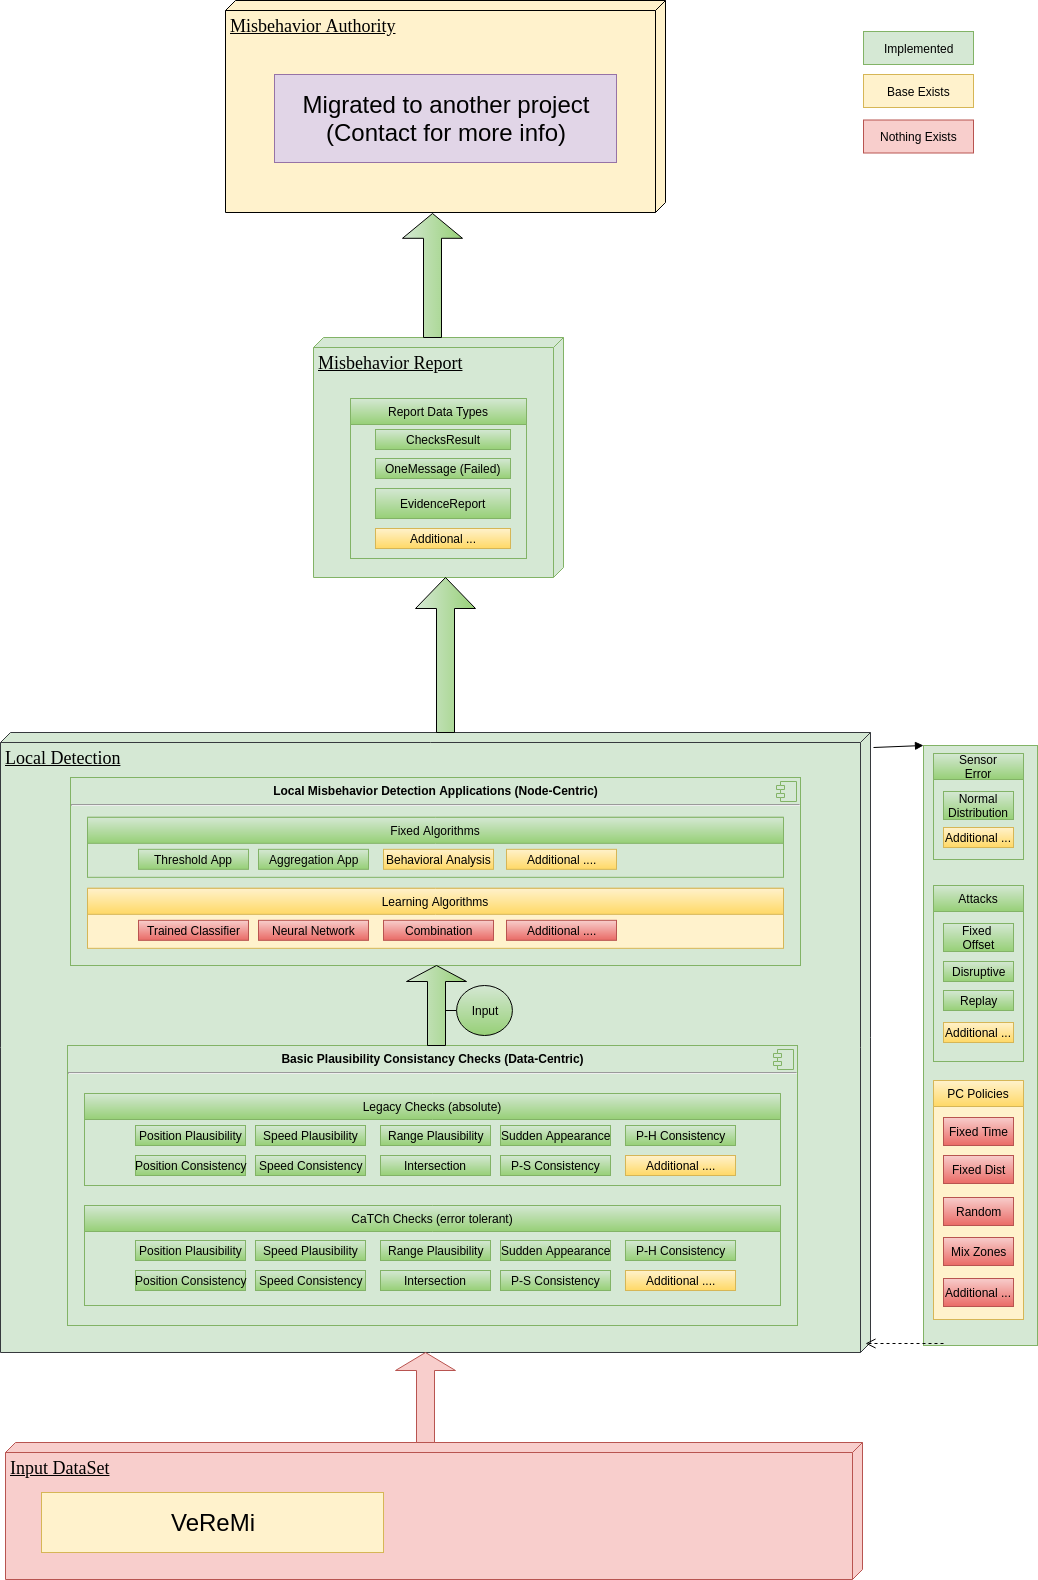 Misbehavior Authority
Migrated to another project
(Contact for more info)
Implemented
Base Exists
Nothing Exists
Misbehavior Report
Report Data Types
ChecksResult
OneMessage (Failed)
EvidenceReport
Additional ...
Local Detection
Local Misbehavior Detection Applications (Node-Centric)
Fixed Algorithms
Threshold App
Aggregation App
Behavioral Analysis
Additional ....
Learning Algorithms
Trained Classifier
Neural Network
Combination
Additional ....
Input
Basic Plausibility Consistancy Checks (Data-Centric)
Legacy Checks (absolute)
Position Plausibility
Speed Plausibility
Range Plausibility
Sudden Appearance
P-H Consistency
Position Consistency
Speed Consistency
Intersection
P-S Consistency
Additional ....
CaTCh Checks (error tolerant)
Position Plausibility
Speed Plausibility
Range Plausibility
Sudden Appearance
P-H Consistency
Position Consistency
Speed Consistency
Intersection
P-S Consistency
Additional ....
Sensor
Error
Normal
Distribution
Additional ...
Attacks
Fixed
Offset
Disruptive
Replay
Additional ...
PC Policies
Fixed Time
Fixed Dist
Random
Mix Zones
Additional ...
Input DataSet
VeReMi